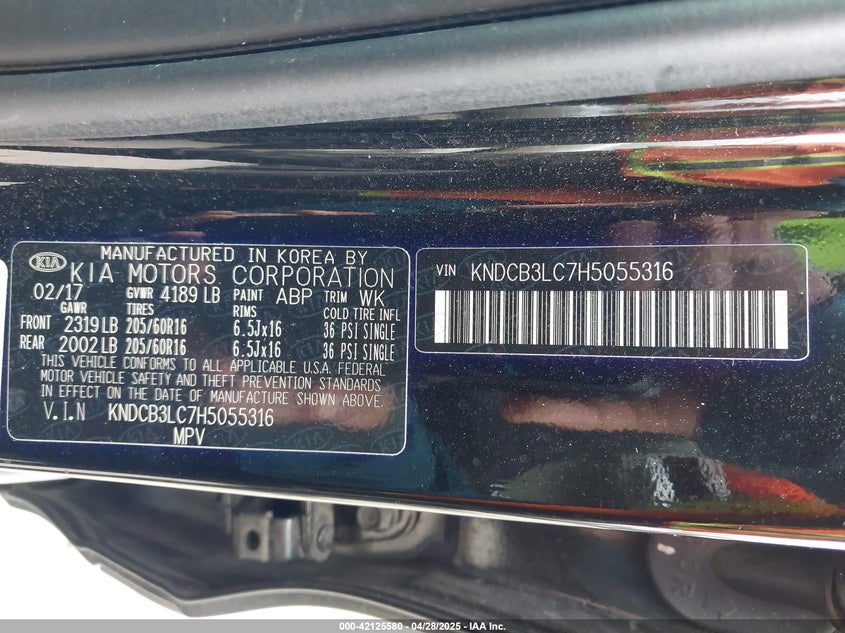 KIA
MANUFACTURED IN KOREA BY
KIA MOTORS CORPORATION
02/17 GVWR 4189 LB PAINT ABP TRIM WK
GAWR TIRES RIMS COLD TIRE INFL
FRONT 2319 LB 205/60R16 6.5Jx16 36 PSI SINGLE
REAR 2002 LB 205/60R16 6.5Jx16 36 PSI SINGLE
THIS VEHICLE CONFORMS TO ALL APPLICABLE U.S.A. FEDERAL
MOTOR VEHICLE SAFETY AND THEFT PREVENTION STANDARDS
IN EFFECT ON THE DATE OF MANUFACTURE SHOWN ABOVE.
V.I.N KNDCB3LC7H5055316
MPV
VIN KNDCB3LC7H5055316
000-42125580 - 04/28/2025 - IAA Inc.